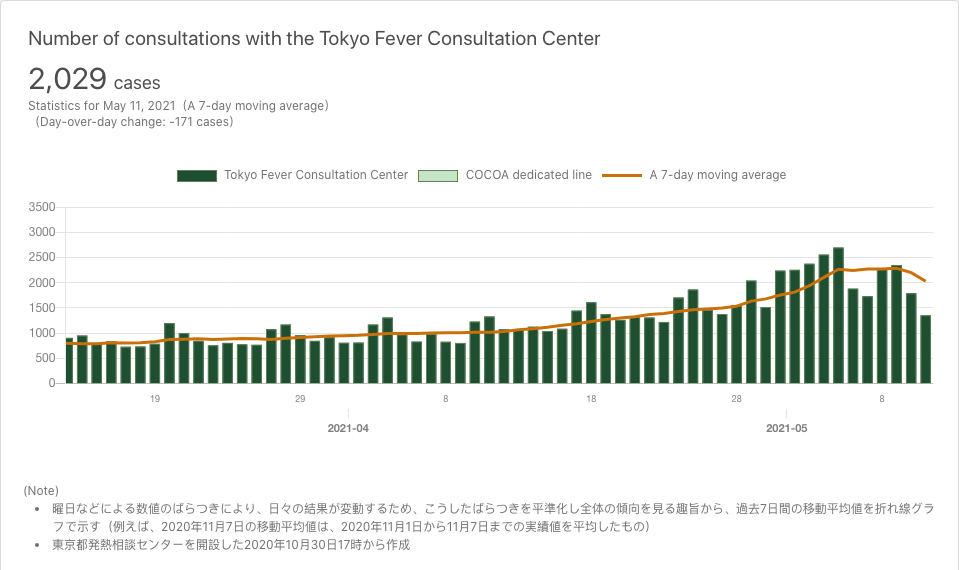 Number of consultations with the Tokyo Fever Consultation Center
2,029 cases
Statistics for May 11, 2021（A 7-day moving average）
（Day-over-day change: -171 cases）
Tokyo Fever Consultation Center COCOA dedicated line A 7-day moving average
3500
3000
2500
2000
1500
1000
500
0
19 29 8 18 28 8
2021-04 2021-05
(Note)
• 曜日などによる数値のばらつきにより、日々の結果が変動するため、こうしたばらつきを平準化し全体の傾向を見る趣旨から、過去7日間の移動平均値を折れ線グラ
フで示す（例えば、2020年11月7日の移動平均値は、2020年11月1日から11月7日までの実績値を平均したもの）
• 東京都発熱相談センターを開設した2020年10月30日17時から作成